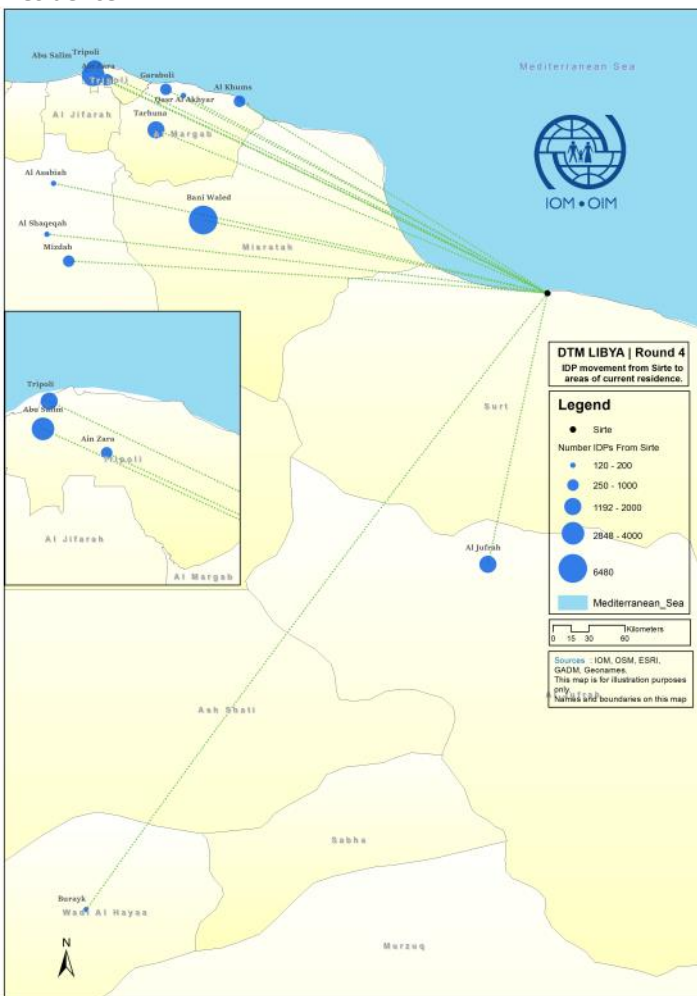 Abu Salim
Tripoli
Ain Zara
Tripoli
Garaboli
Qasr Al Akhyar
Al Khums
Mediterranean Sea
Al Jifarah
Tarhuna
Al Margab
IOM • OIM
Al Asabiah
Bani Waled
Al Shaqeqah
Misratah
Mizdah
DTM LIBYA | Round 4
IDP movement from Sirte to
areas of current residence.
Legend
Sirte
Number IDPs From Sirte
120 - 200
250 - 1000
1192 - 2000
2848 - 4000
6480
Mediterranean_Sea
Surt
Tripoli
Abu Salim
Ain Zara
Tripoli
Al Jifarah
Al Margab
Al Jufrah
Kilometers
0 15 30 60
Sources : IOM, OSM, ESRI,
GADM, Geonames.
This map is for illustration purposes
only.
Names and boundaries on this map
Al Jufrah
Ash Shati
Sabha
Wadi Al Hayaa
Murzuq
N